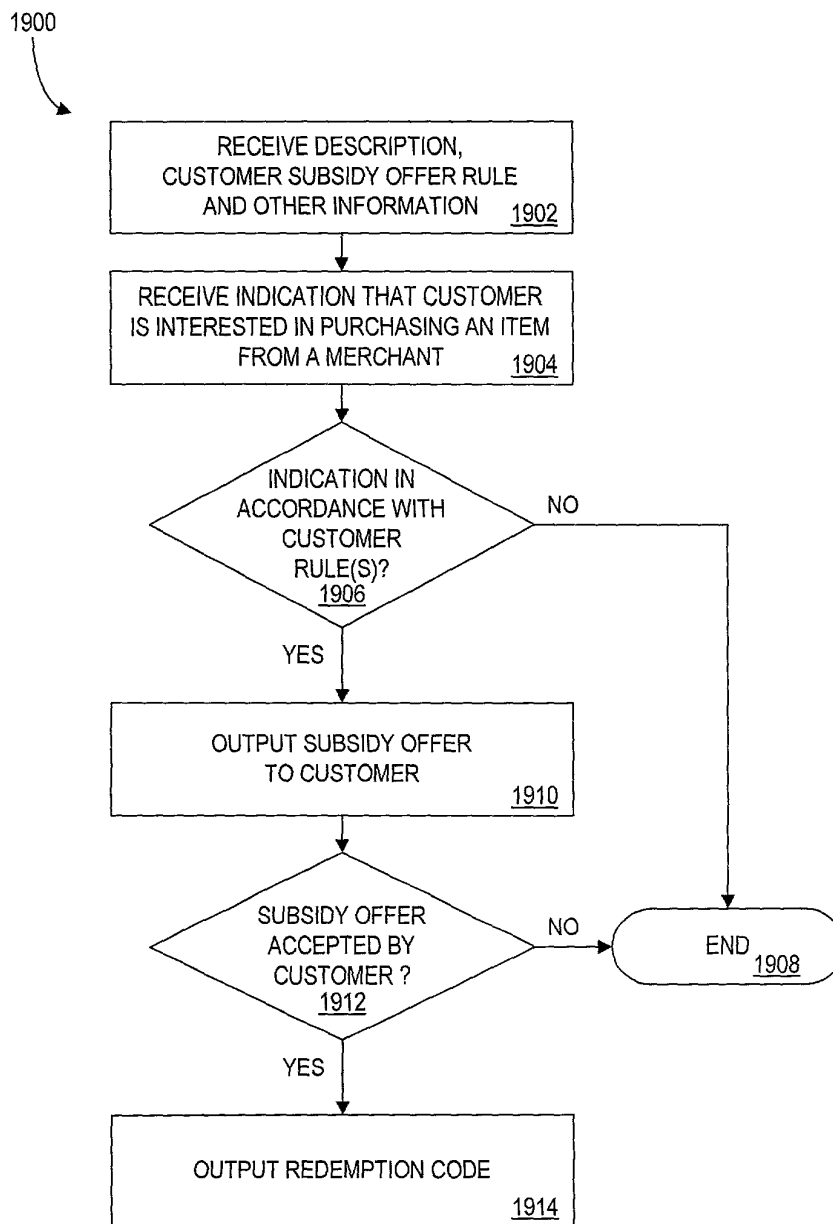 1900
RECEIVE DESCRIPTION,
CUSTOMER SUBSIDY OFFER RULE
AND OTHER INFORMATION
1902
RECEIVE INDICATION THAT CUSTOMER
IS INTERESTED IN PURCHASING AN ITEM
FROM A MERCHANT
1904
INDICATION IN
ACCORDANCE WITH
CUSTOMER
RULE(S)?
1906
NO
YES
OUTPUT SUBSIDY OFFER
TO CUSTOMER
1910
SUBSIDY OFFER
ACCEPTED BY
CUSTOMER ?
1912
NO
END
1908
YES
OUTPUT REDEMPTION CODE
1914